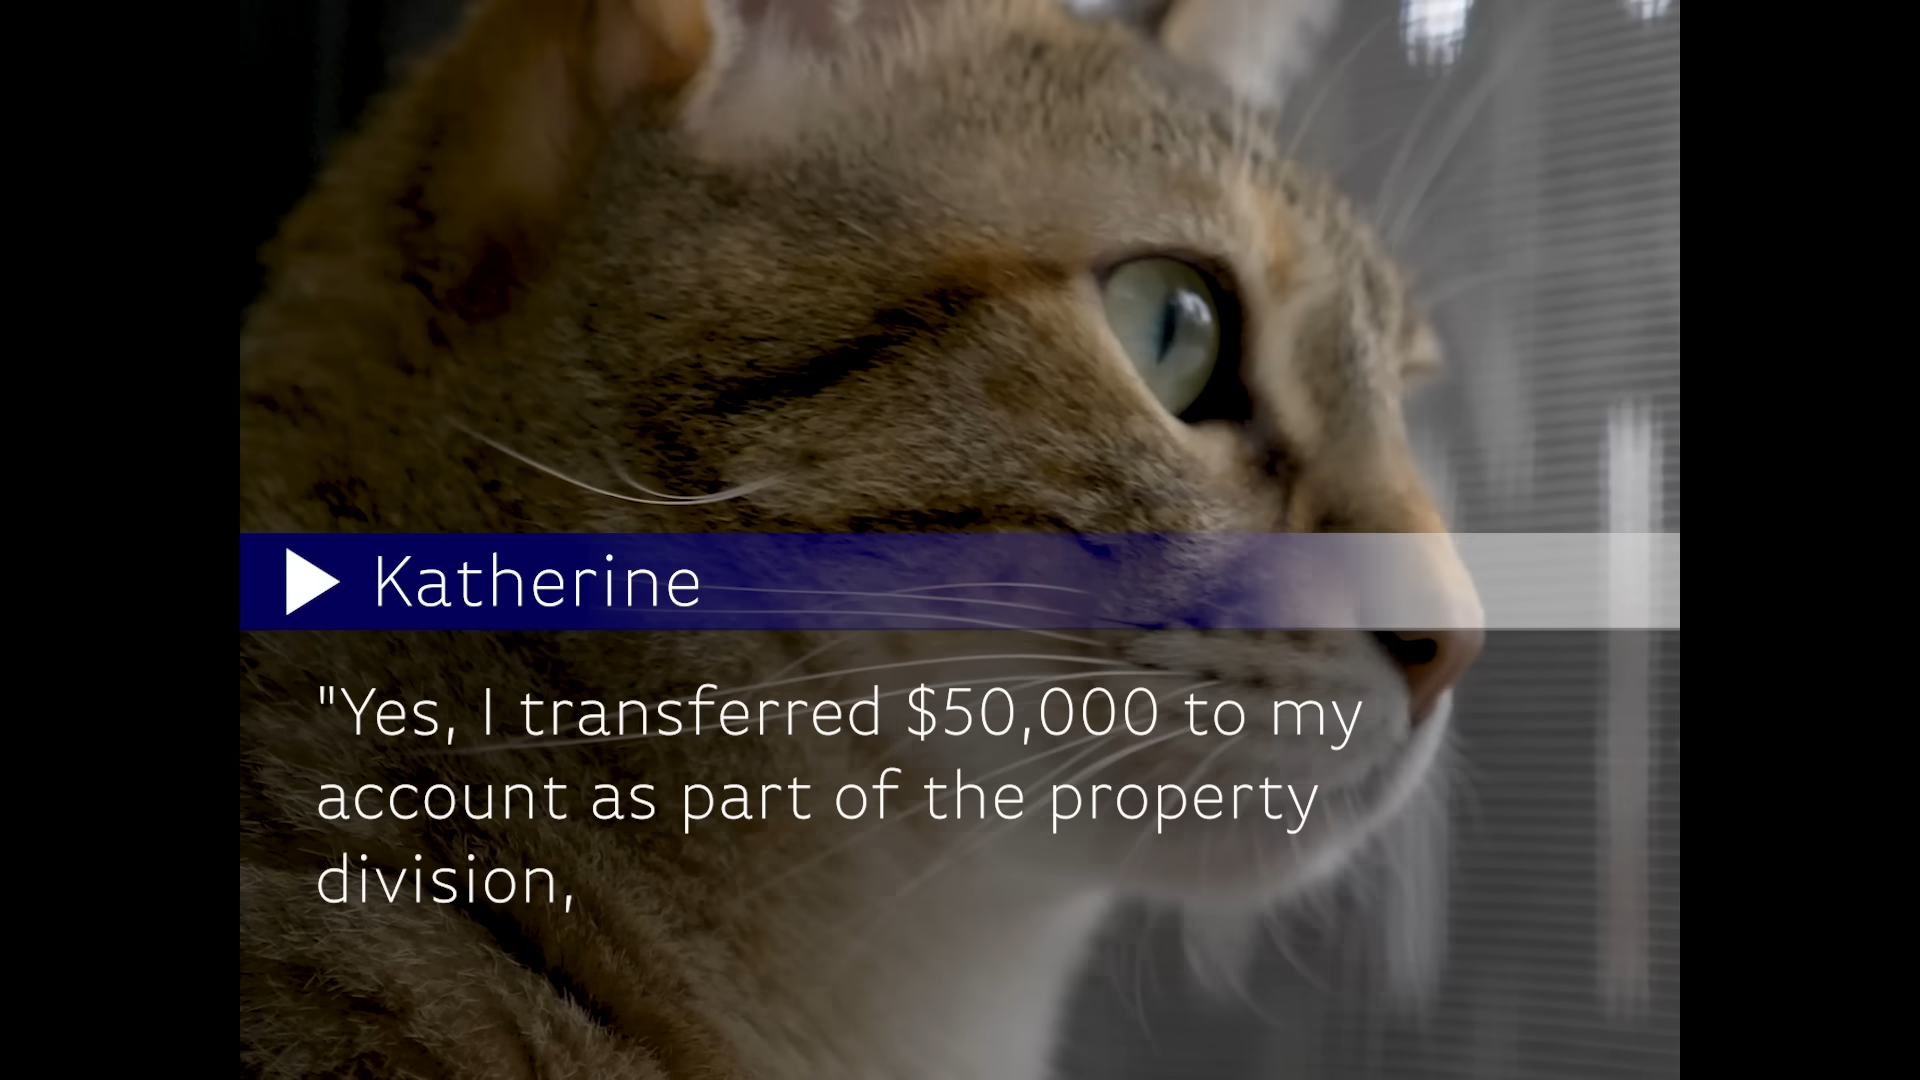 Katherine
"Yes, I transferred $50,000 to my
account as part of the property
division,